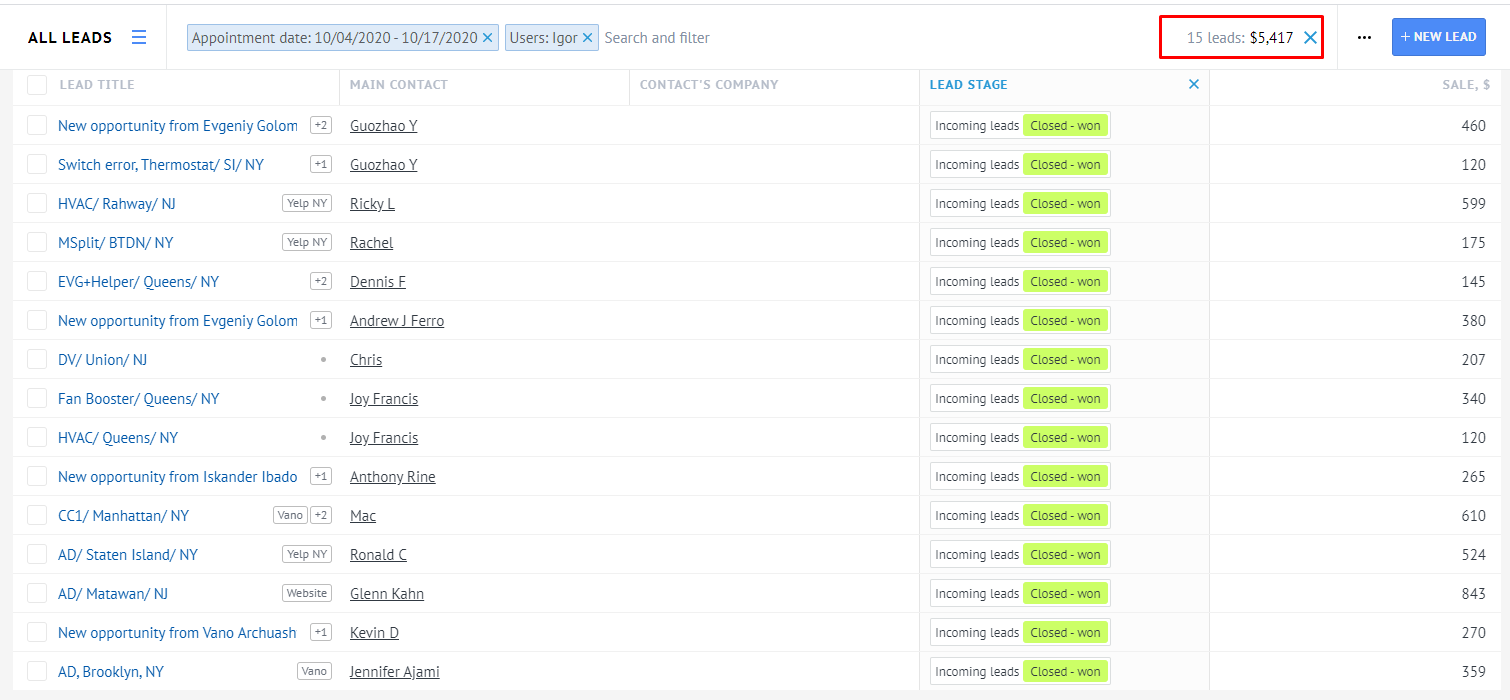 ALL LEADS Appointment date: 10/04/2020 - 10/17/2020 Users: Igor Search and filter 15 leads: $5,417 ... + NEW LEAD
LEAD TITLE MAIN CONTACT CONTACT'S COMPANY LEAD STAGE SALE, $
New opportunity from Evgeniy Golom +2 Guozhao Y Incoming leads Closed - won 460
Switch error, Thermostat/ SI/ NY +1 Guozhao Y Incoming leads Closed - won 120
HVAC/ Rahway/ NJ Yelp NY Ricky L Incoming leads Closed - won 599
MSplit/ BTDN/ NY Yelp NY Rachel Incoming leads Closed - won 175
EVG+Helper/ Queens/ NY +2 Dennis F Incoming leads Closed - won 145
New opportunity from Evgeniy Golom +1 Andrew J Ferro Incoming leads Closed - won 380
DV/ Union/ NJ Chris Incoming leads Closed - won 207
Fan Booster/ Queens/ NY Joy Francis Incoming leads Closed - won 340
HVAC/ Queens/ NY Joy Francis Incoming leads Closed - won 120
New opportunity from Iskander Ibado +1 Anthony Rine Incoming leads Closed - won 265
CC1/ Manhattan/ NY Vano +2 Mac Incoming leads Closed - won 610
AD/ Staten Island/ NY Yelp NY Ronald C Incoming leads Closed - won 524
AD/ Matawan/ NJ Website Glenn Kahn Incoming leads Closed - won 843
New opportunity from Vano Archuash +1 Kevin D Incoming leads Closed - won 270
AD, Brooklyn, NY Vano Jennifer Ajami Incoming leads Closed - won 359